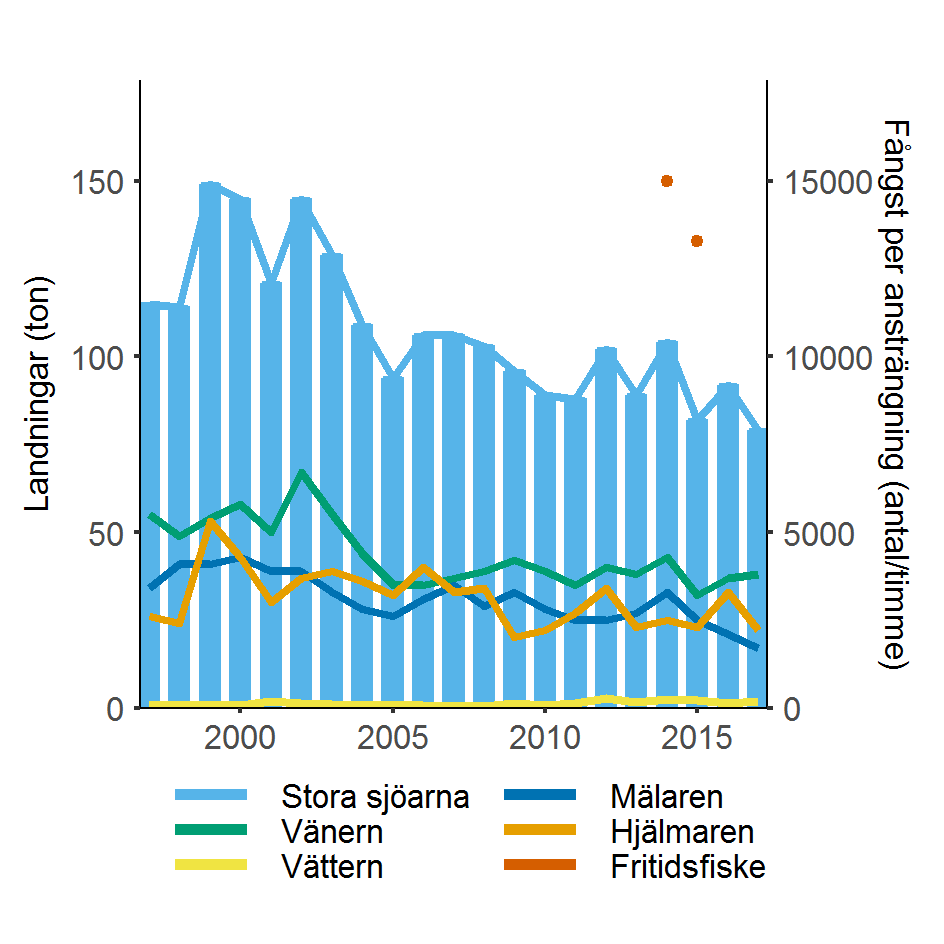 Landningar (ton)
150
100
50
0
15000
10000
5000
0
Fångst per ansträngning (antal/timme)
2000 2005 2010 2015
Stora sjöarna Mälaren
Vänern Hjälmaren
Vättern Fritidsfiske